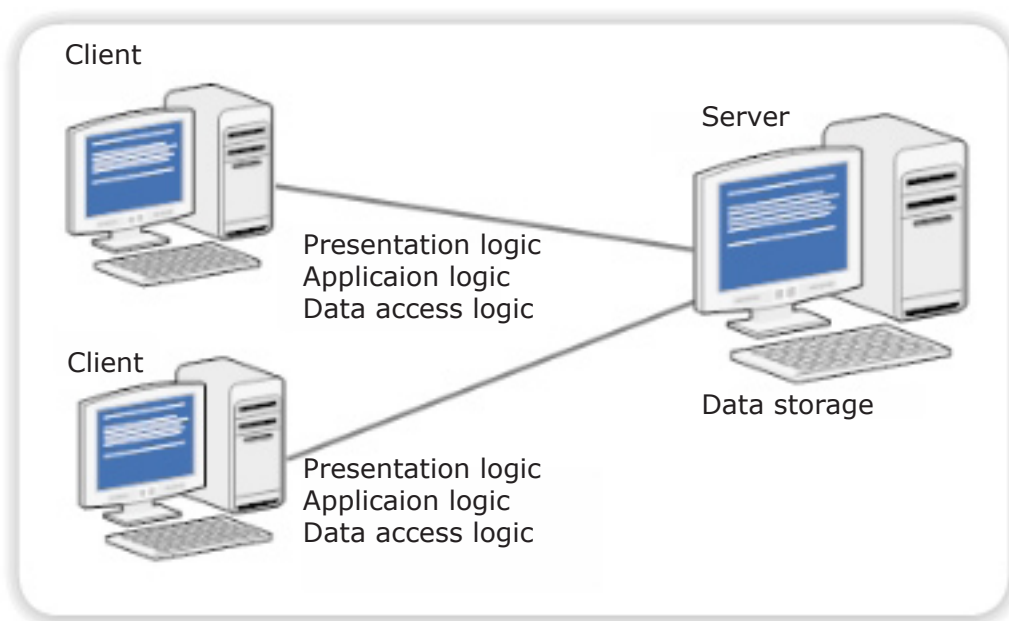 Client
Server
Presentation logic
Applicaion logic
Data access logic
Client
Data storage
Presentation logic
Applicaion logic
Data access logic